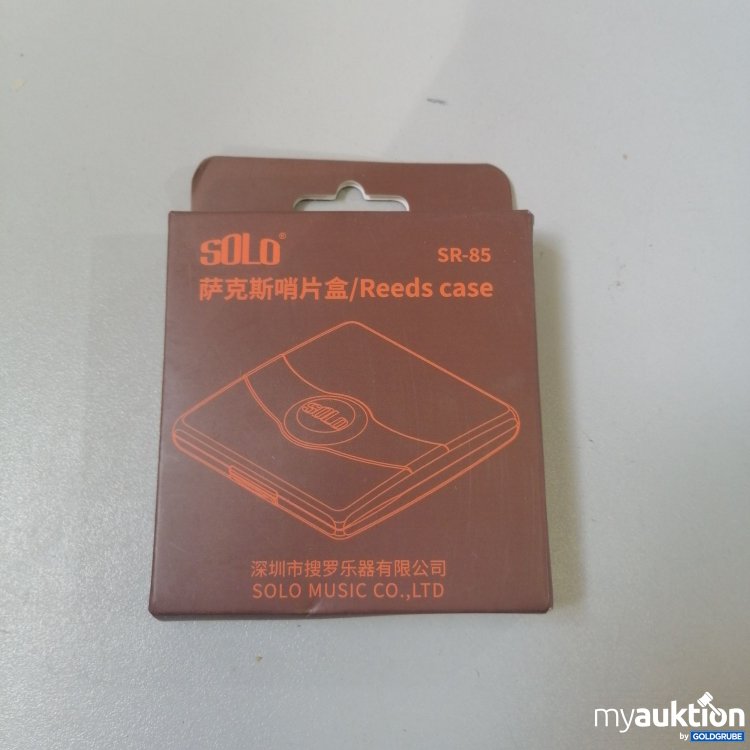 SOLO®
SR-85
萨克斯哨片盒/Reeds case
SOLO
深圳市搜罗乐器有限公司
SOLO MUSIC CO.,LTD
myauktion
by GOLDGRUBE